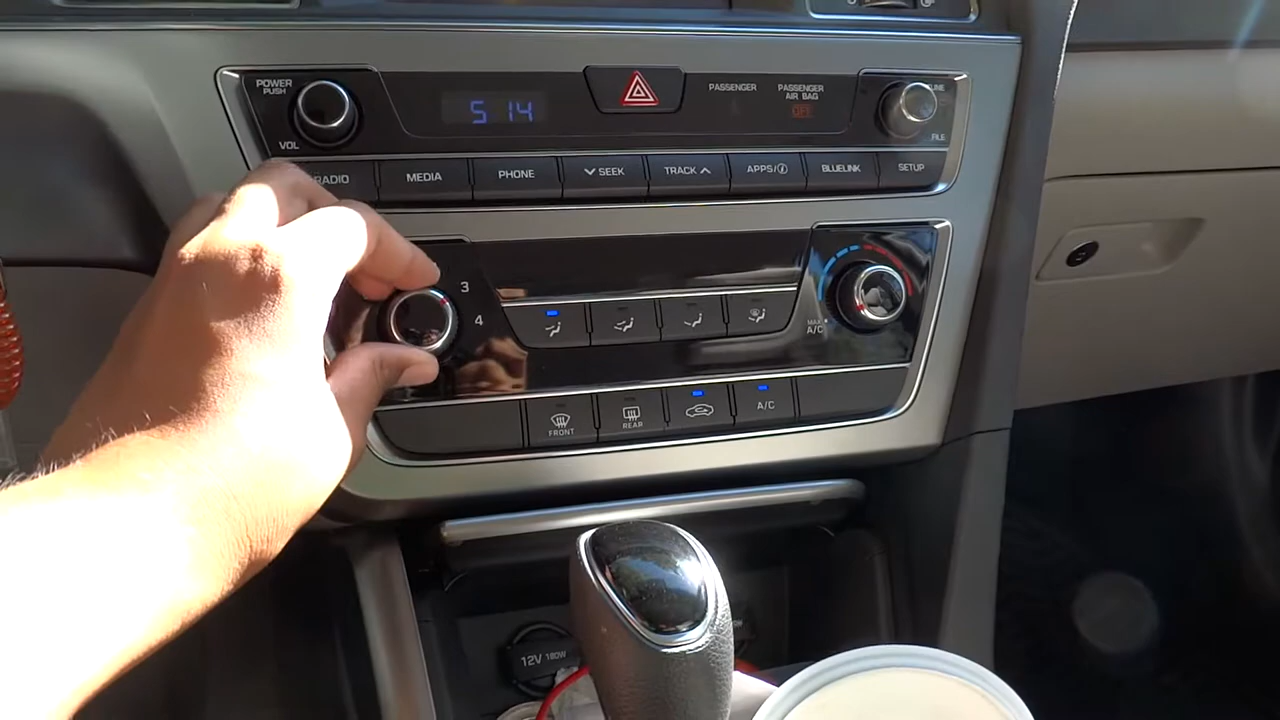 POWER
PUSH
VOL
5 14
PASSENGER
PASSENGER
AIR BAG
OFF
TUNE
FILE
RADIO
MEDIA
PHONE
SEEK
TRACK
APPS/i
BLUELINK
SETUP
3
4
MAX
A/C
FRONT
REAR
A/C
12V 180W